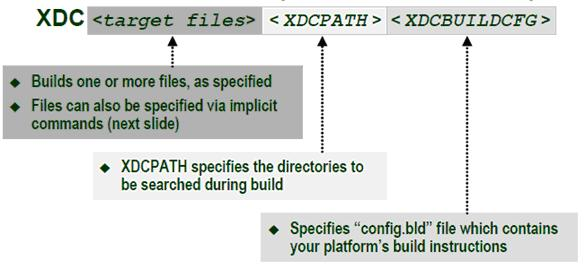 XDC <target files> <XDCPATH> <XDCBUILDCFG>
◆ Builds one or more files, as specified
◆ Files can also be specified via implicit
commands (next slide)
◆ XDCPATH specifies the directories to
be searched during build
◆ Specifies “config.bld” file which contains
your platform’s build instructions